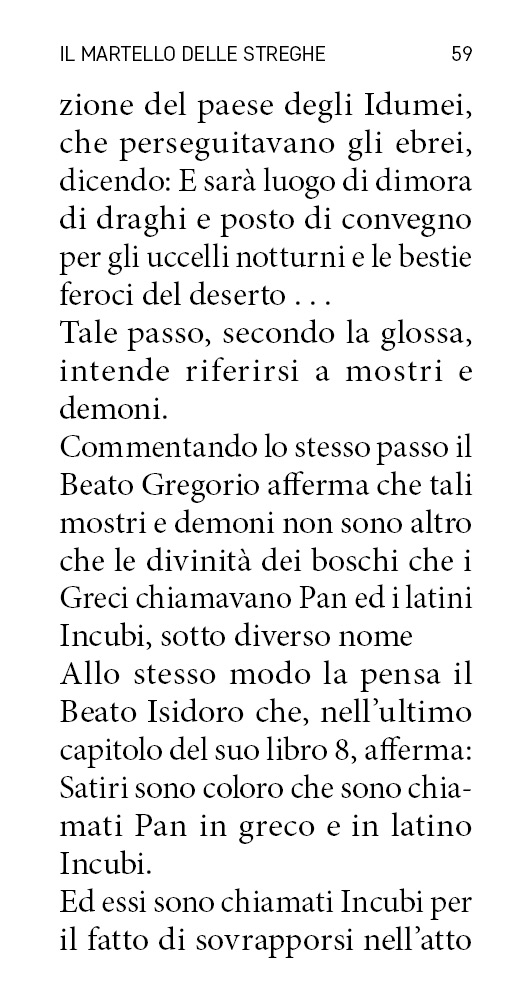 IL MARTELLO DELLE STREGHE 59
zione del paese degli Idumei,
che perseguitavano gli ebrei,
dicendo: E sarà luogo di dimora
di draghi e posto di convegno
per gli uccelli notturni e le bestie
feroci del deserto . . .
Tale passo, secondo la glossa,
intende riferirsi a mostri e
demoni.
Commentando lo stesso passo il
Beato Gregorio afferma che tali
mostri e demoni non sono altro
che le divinità dei boschi che i
Greci chiamavano Pan ed i latini
Incubi, sotto diverso nome
Allo stesso modo la pensa il
Beato Isidoro che, nell’ultimo
capitolo del suo libro 8, afferma:
Satiri sono coloro che sono chia-
mati Pan in greco e in latino
Incubi.
Ed essi sono chiamati Incubi per
il fatto di sovrapporsi nell’atto